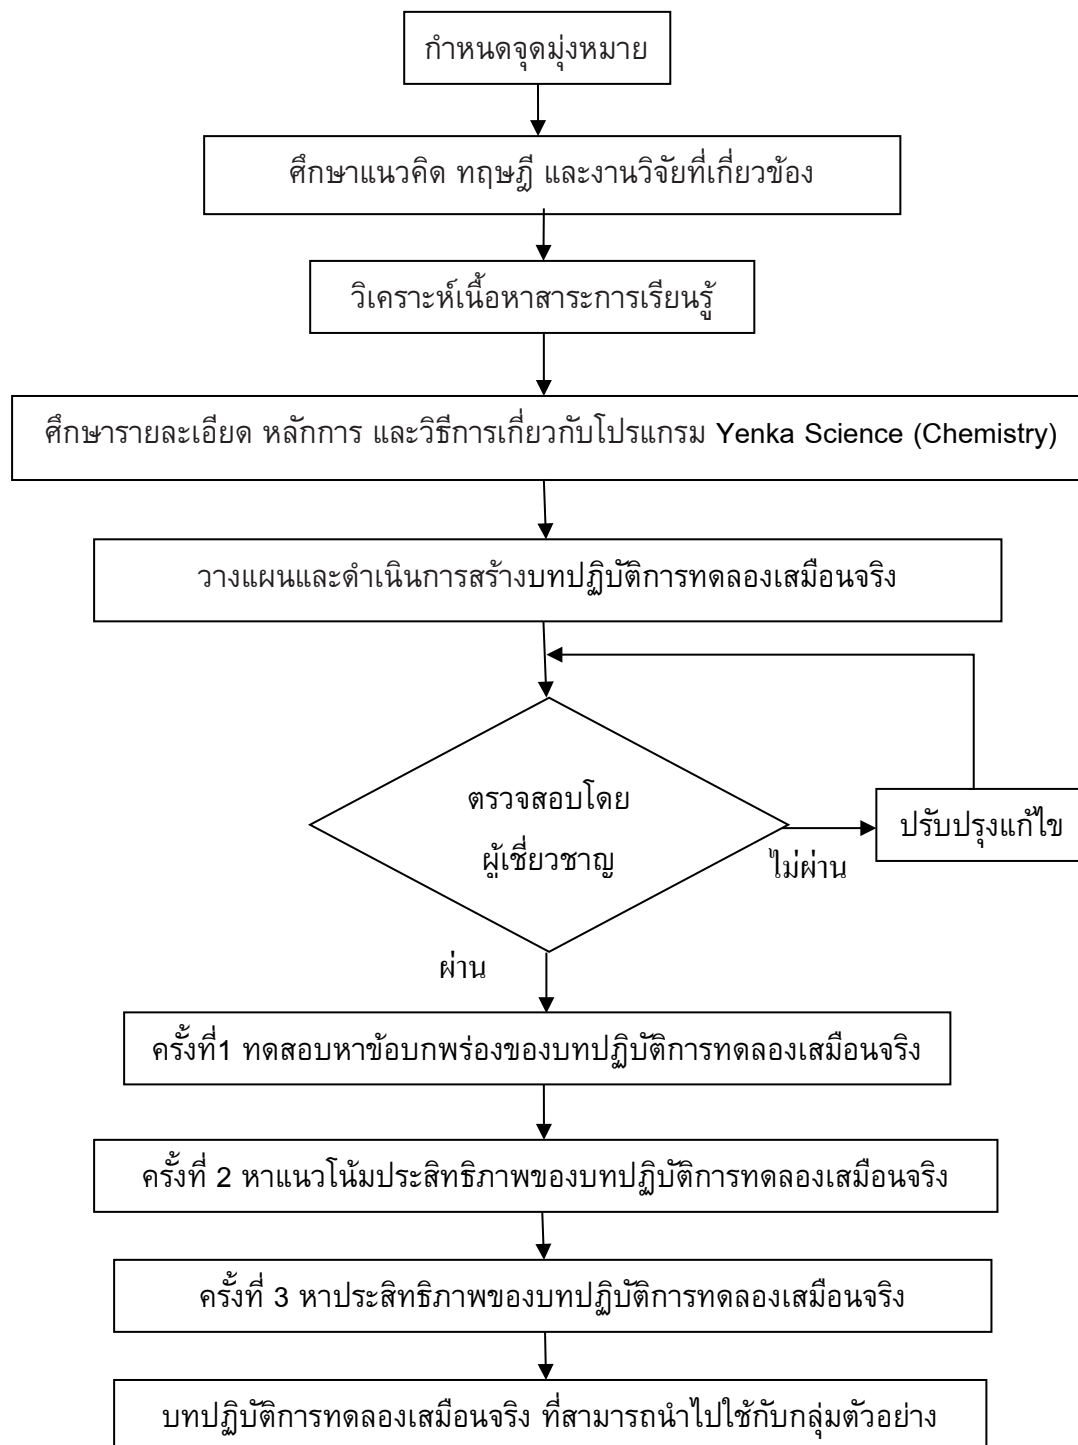 กำหนดจุดมุ่งหมาย
ศึกษาแนวคิด ทฤษฎี และงานวิจัยที่เกี่ยวข้อง
วิเคราะห์เนื้อหาสาระการเรียนรู้
ศึกษารายละเอียด หลักการ และวิธีการเกี่ยวกับโปรแกรม Yenka Science (Chemistry)
วางแผนและดำเนินการสร้างบทปฏิบัติการทดลองเสมือนจริง
ตรวจสอบโดย
ผู้เชี่ยวชาญ
ปรับปรุงแก้ไข
ไม่ผ่าน
ผ่าน
ครั้งที่1 ทดสอบหาข้อบกพร่องของบทปฏิบัติการทดลองเสมือนจริง
ครั้งที่ 2 หาแนวโน้มประสิทธิภาพของบทปฏิบัติการทดลองเสมือนจริง
ครั้งที่ 3 หาประสิทธิภาพของบทปฏิบัติการทดลองเสมือนจริง
บทปฏิบัติการทดลองเสมือนจริง ที่สามารถนำไปใช้กับกลุ่มตัวอย่าง